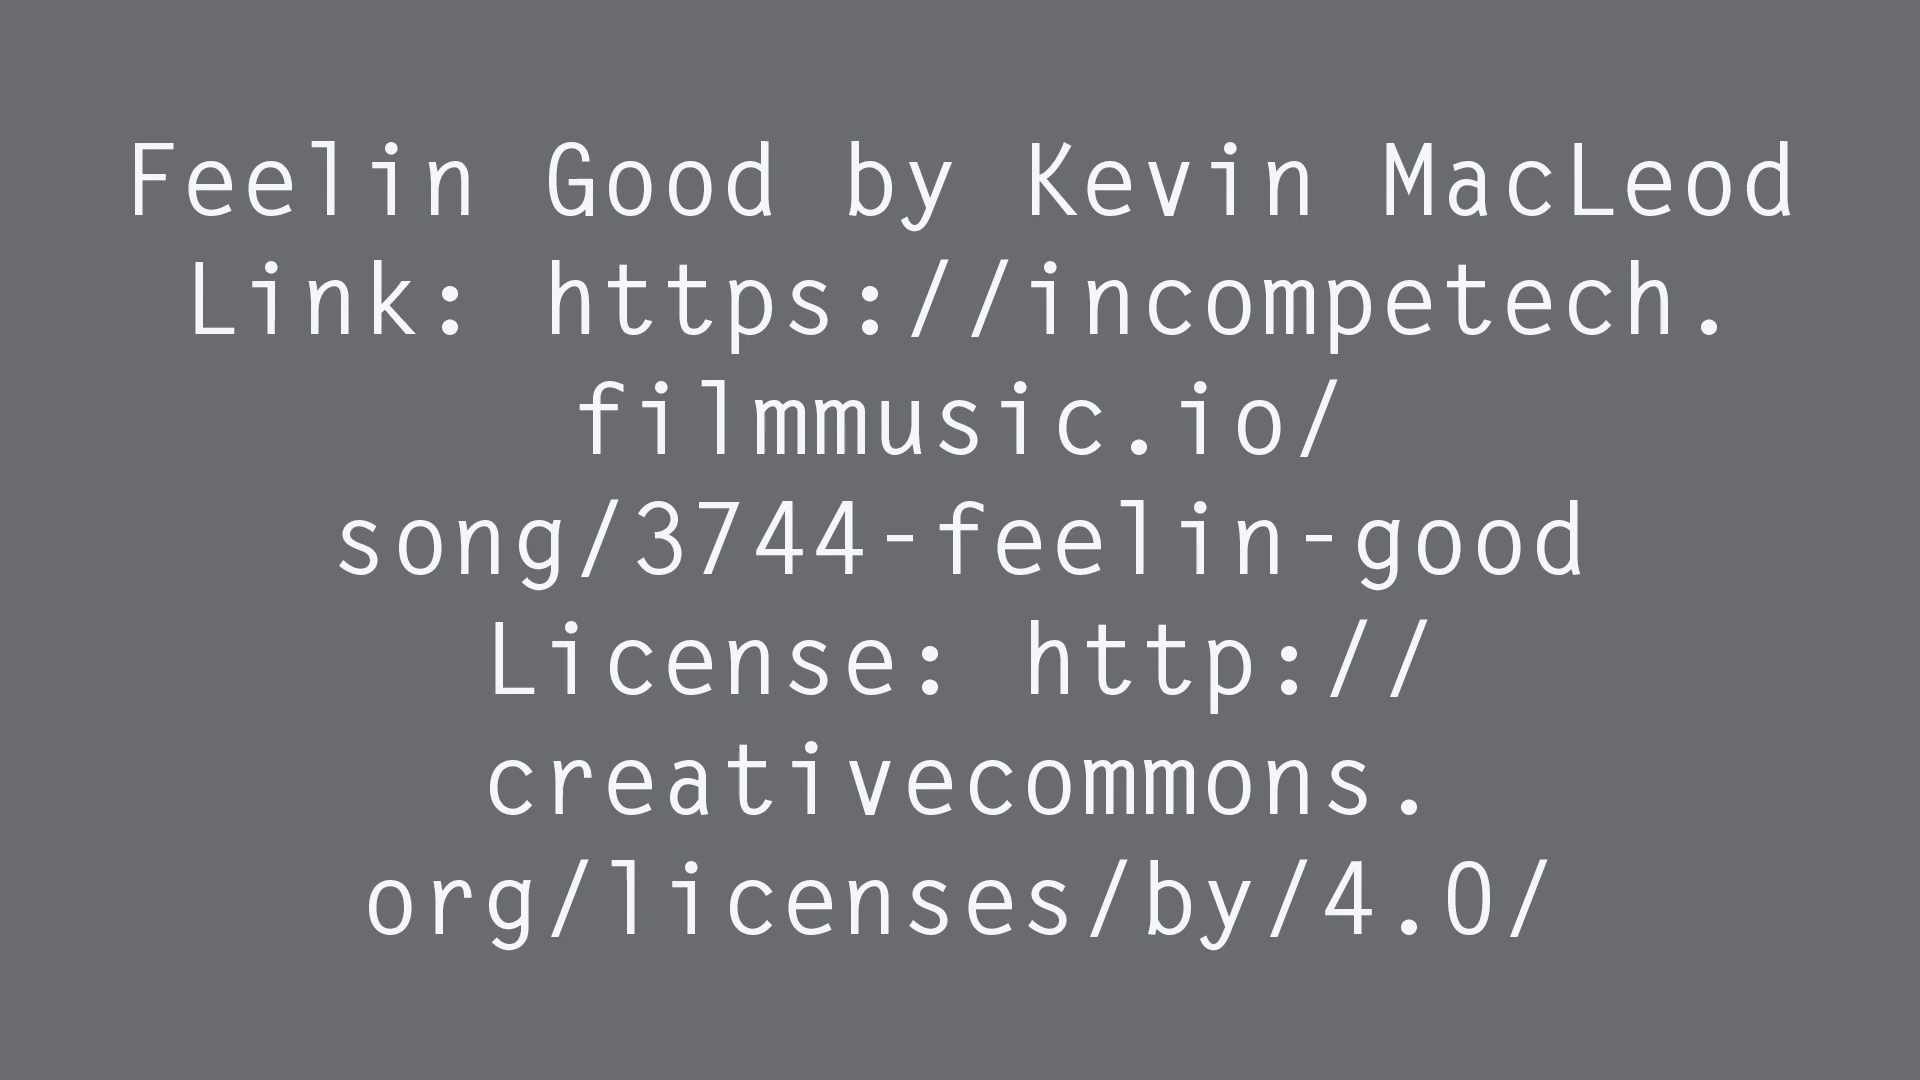 Feelin Good by Kevin MacLeod
Link: https://incompetech.
filmmusic.io/
song/3744-feelin-good
License: http://
creativecommons.
org/licenses/by/4.0/